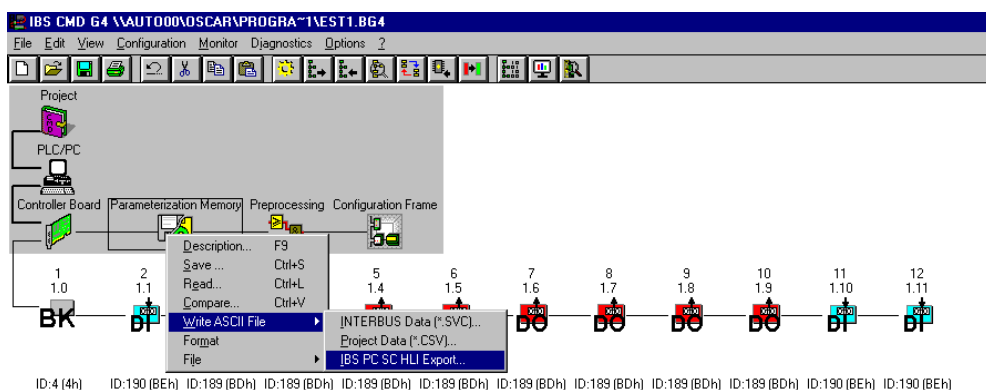 IBS CMD G4 \\AUTO00\OSCAR\PROGRA~1\EST1.BG4
File Edit View Configuration Monitor Diagnostics Options ?
Project
PLC/PC
Controller Board Parameterization Memory Preprocessing Configuration Frame
Description... F9
Save ... Ctrl+S
Read... Ctrl+L
Compare... Ctrl+V
Write ASCII File
Format
File
INTERBUS Data (*.SVC)...
Project Data (*.CSV)...
IBS PC SC HLI Export...
1 2 5 6 7 8 9 10 11 12
1.0 1.1 1.4 1.5 1.6 1.7 1.8 1.9 1.10 1.11
BK DI DO DO DO DO DI DI
ID:4 (4h) ID:190 (BEh) ID:189 (BDh) ID:189 (BDh) ID:189 (BDh) ID:189 (BDh) ID:189 (BDh) ID:189 (BDh) ID:189 (BDh) ID:189 (BDh) ID:190 (BEh) ID:190 (BEh)